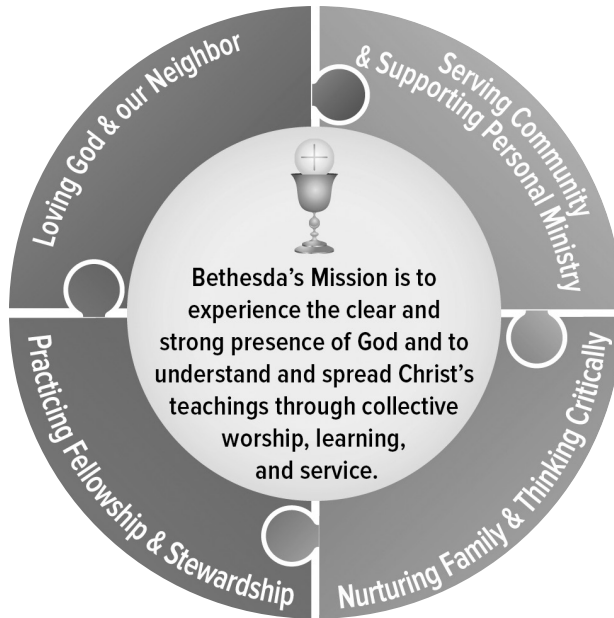 Loving God & our Neighbor
Serving Community
& Supporting Personal Ministry
Bethesda’s Mission is to
experience the clear and
strong presence of God and to
understand and spread Christ’s
teachings through collective
worship, learning,
and service.
Practicing Fellowship & Stewardship
Nurturing Family & Thinking Critically